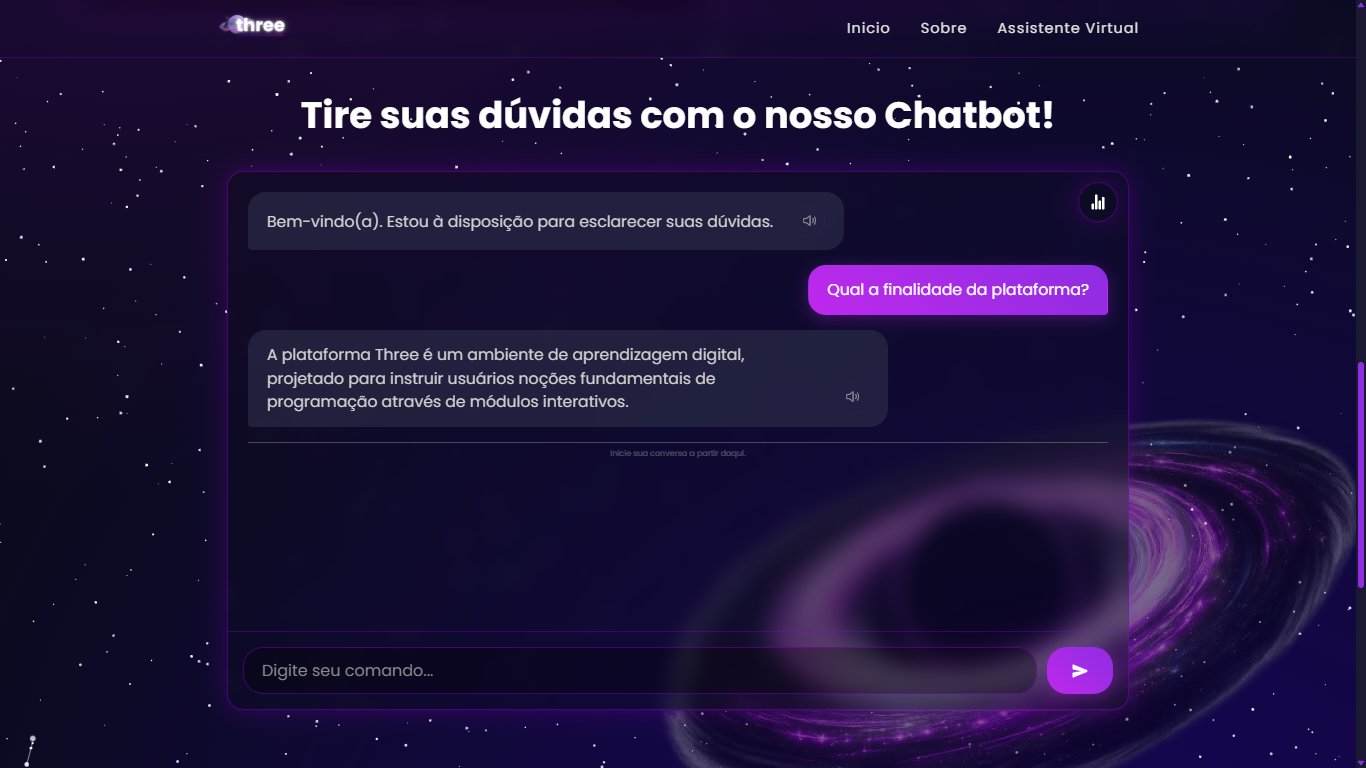 three
Inicio Sobre Assistente Virtual
Tire suas dúvidas com o nosso Chatbot!
Bem-vindo(a). Estou à disposição para esclarecer suas dúvidas.
Qual a finalidade da plataforma?
A plataforma Three é um ambiente de aprendizagem digital,
projetado para instruir usuários noções fundamentais de
programação através de módulos interativos.
Inicie sua conversa a partir daqui.
Digite seu comando...